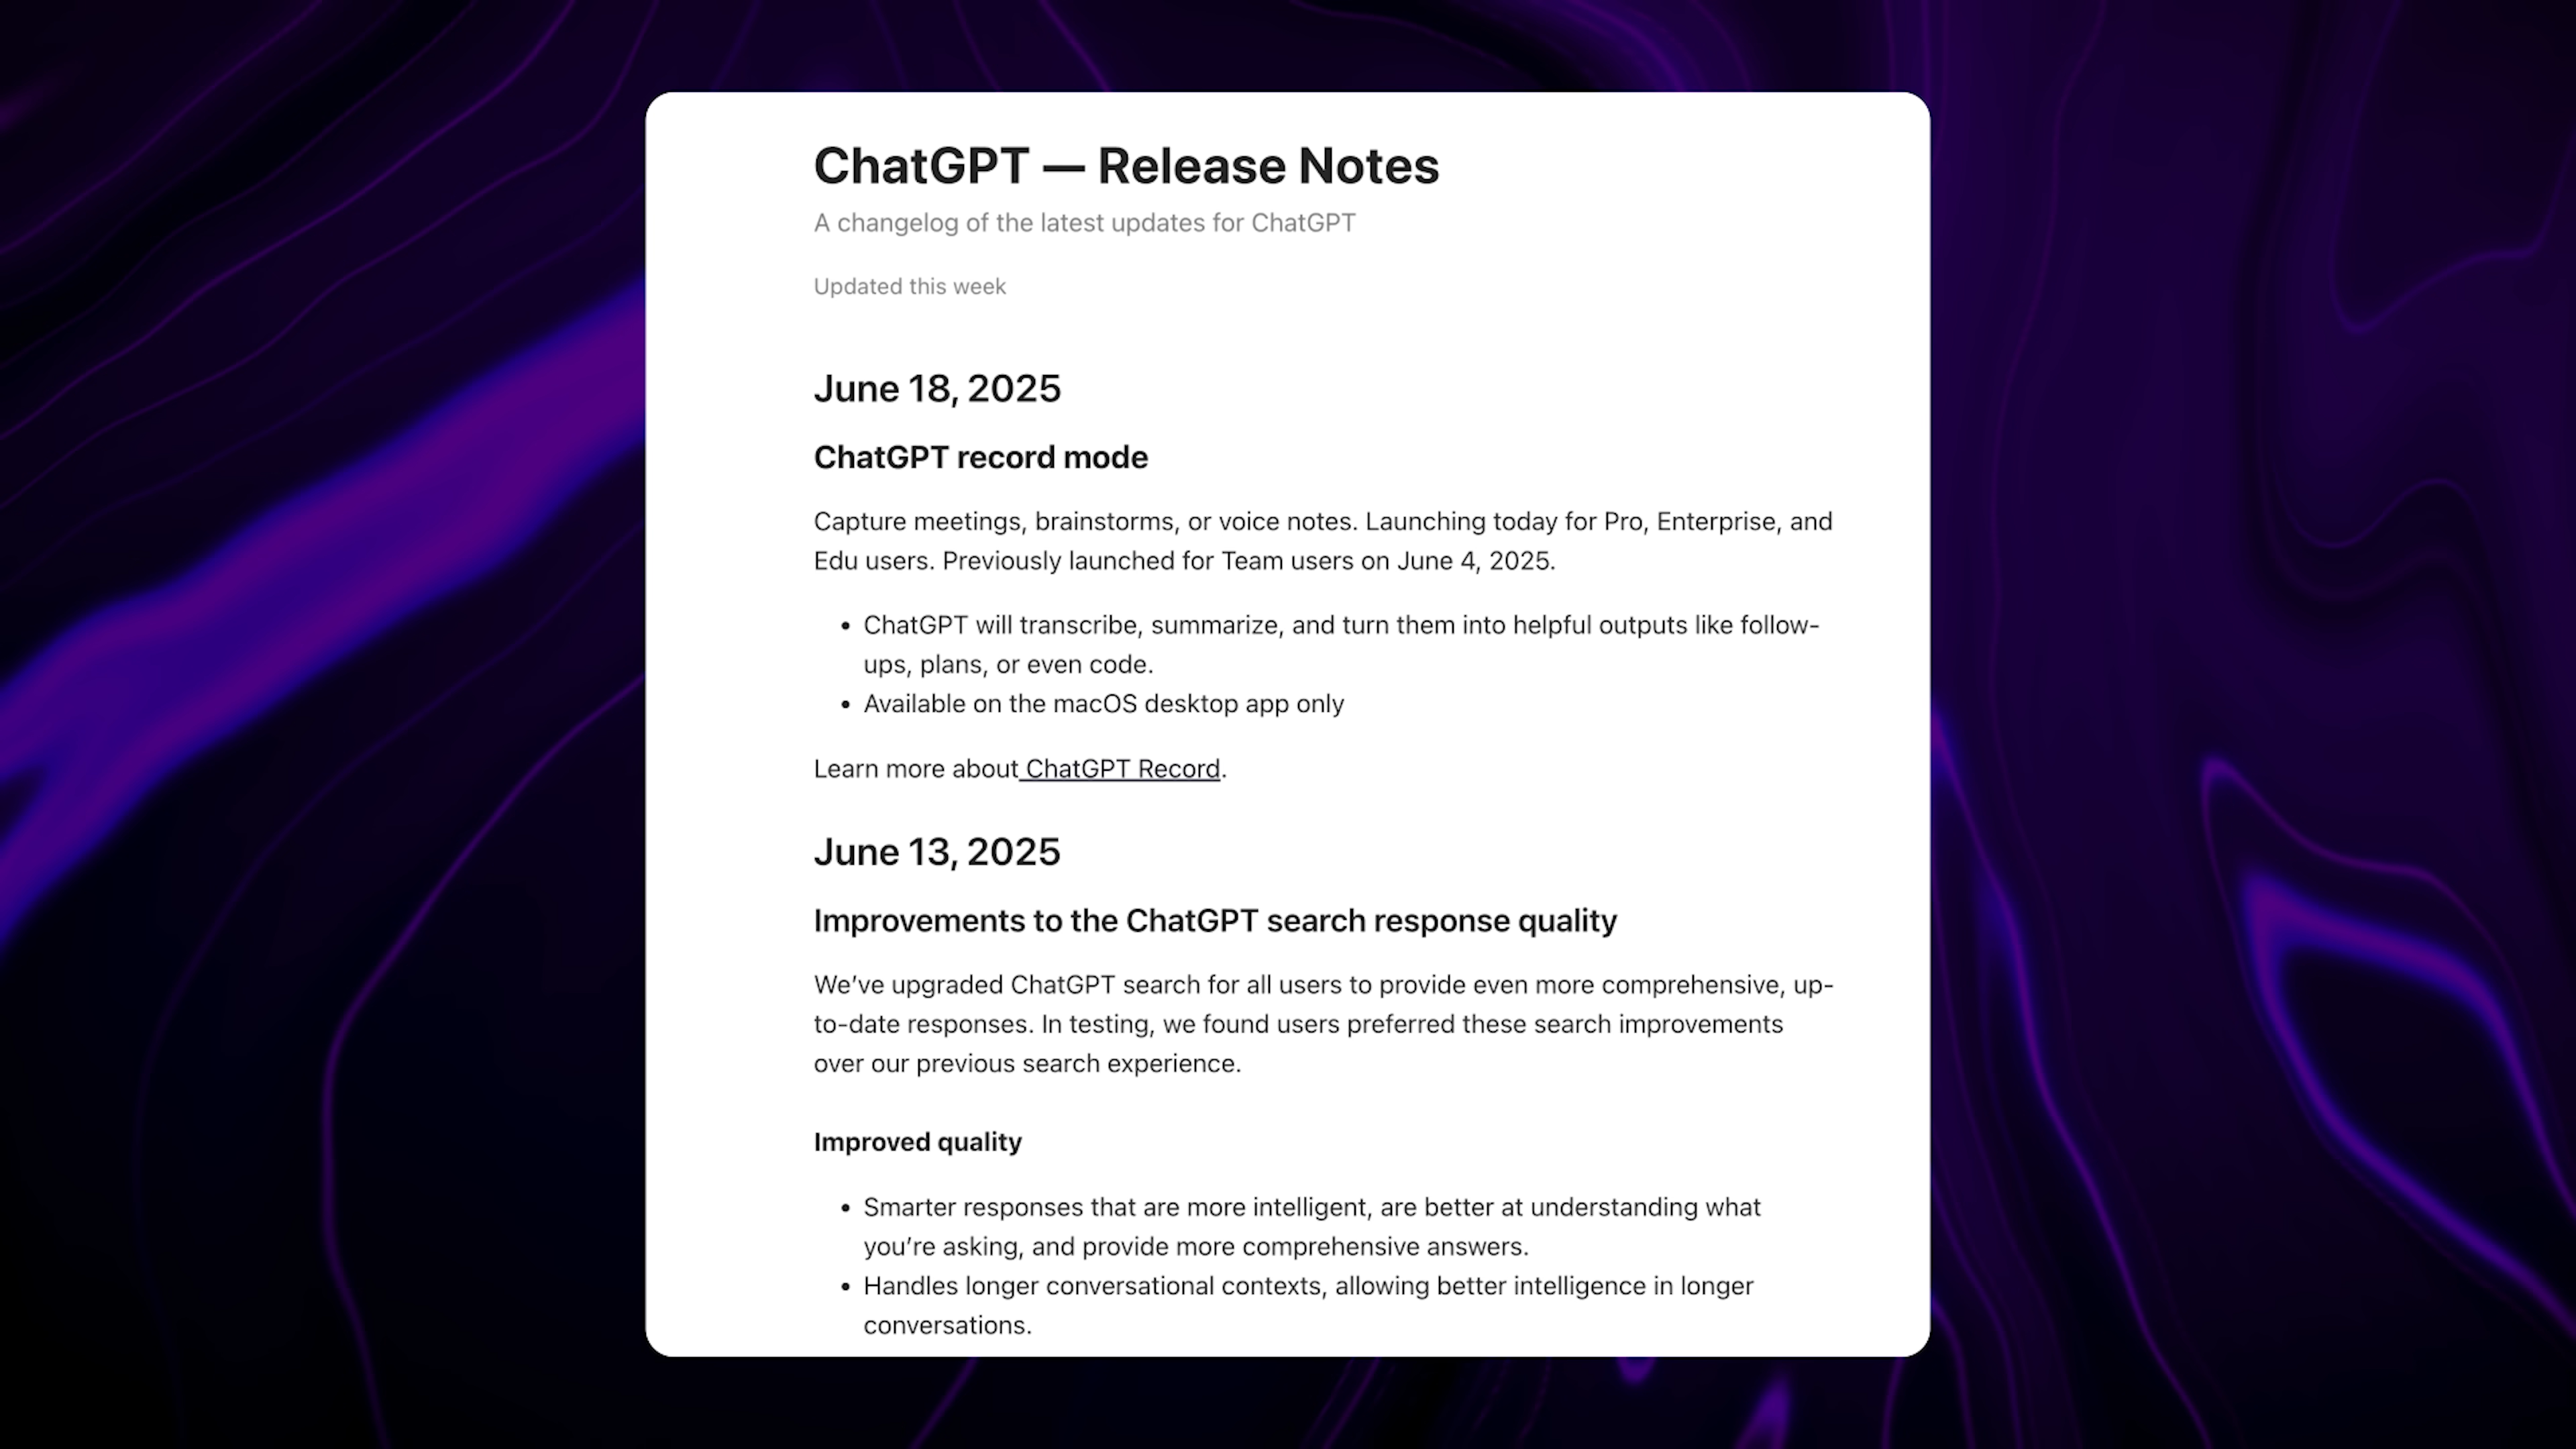 ChatGPT — Release Notes
A changelog of the latest updates for ChatGPT
Updated this week
June 18, 2025
ChatGPT record mode
Capture meetings, brainstorms, or voice notes. Launching today for Pro, Enterprise, and
Edu users. Previously launched for Team users on June 4, 2025.
• ChatGPT will transcribe, summarize, and turn them into helpful outputs like follow-
ups, plans, or even code.
• Available on the macOS desktop app only
Learn more about ChatGPT Record.
June 13, 2025
Improvements to the ChatGPT search response quality
We’ve upgraded ChatGPT search for all users to provide even more comprehensive, up-
to-date responses. In testing, we found users preferred these search improvements
over our previous search experience.
Improved quality
• Smarter responses that are more intelligent, are better at understanding what
you’re asking, and provide more comprehensive answers.
• Handles longer conversational contexts, allowing better intelligence in longer
conversations.